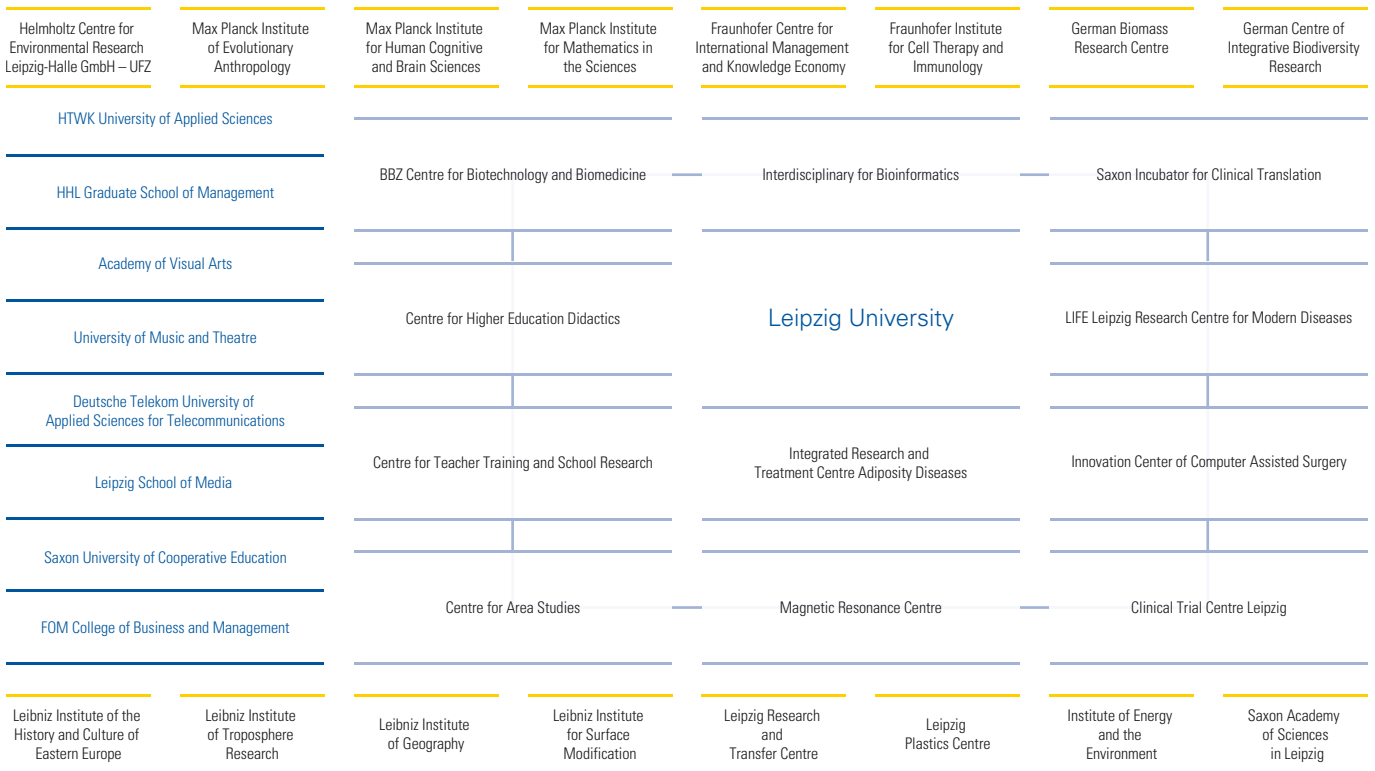 Helmholtz Centre for
Environmental Research
Leipzig-Halle GmbH – UFZ
Max Planck Institute
of Evolutionary
Anthropology
Max Planck Institute
for Human Cognitive
and Brain Sciences
Max Planck Institute
for Mathematics in
the Sciences
Fraunhofer Centre for
International Management
and Knowledge Economy
Fraunhofer Institute
for Cell Therapy and
Immunology
German Biomass
Research Centre
German Centre of
Integrative Biodiversity
Research
HTWK University of Applied Sciences
HHL Graduate School of Management
Academy of Visual Arts
University of Music and Theatre
Deutsche Telekom University of
Applied Sciences for Telecommunications
Leipzig School of Media
Saxon University of Cooperative Education
FOM College of Business and Management
BBZ Centre for Biotechnology and Biomedicine
Interdisciplinary for Bioinformatics
Saxon Incubator for Clinical Translation
Centre for Higher Education Didactics
Leipzig University
LIFE Leipzig Research Centre for Modern Diseases
Centre for Teacher Training and School Research
Integrated Research and
Treatment Centre Adiposity Diseases
Innovation Center of Computer Assisted Surgery
Centre for Area Studies
Magnetic Resonance Centre
Clinical Trial Centre Leipzig
Leibniz Institute of the
History and Culture of
Eastern Europe
Leibniz Institute
of Troposphere
Research
Leibniz Institute
of Geography
Leibniz Institute
for Surface
Modification
Leipzig Research
and
Transfer Centre
Leipzig
Plastics Centre
Institute of Energy
and the
Environment
Saxon Academy
of Sciences
in Leipzig